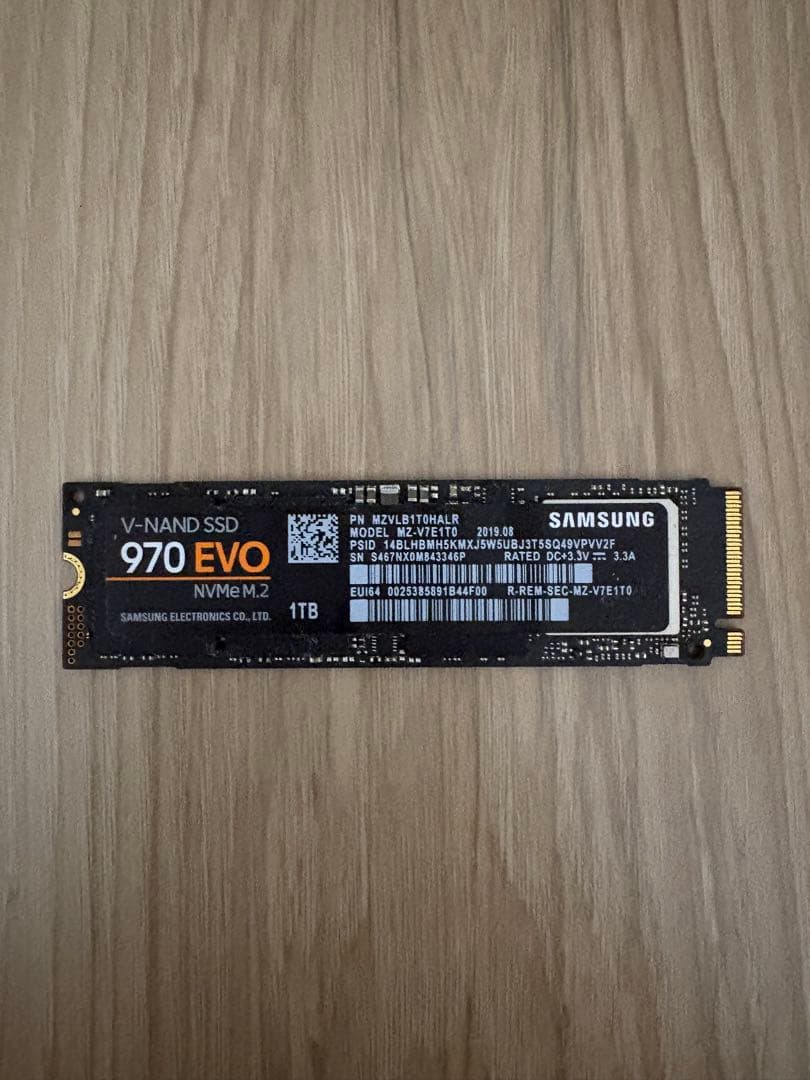 V-NAND SSD
970 EVO
NVMe M.2
SAMSUNG ELECTRONICS CO., LTD.
1TB
PN MZVLB1T0HALR
MODEL MZ-V7E1T0 2019.08
PSID 14BLHBMH5KMXJ5W5UBJ3T5SQ49VPVV2F
SN S467NX0M843346P RATED DC+3.3V ⎓ 3.3A
EUI64 0025385891B44F00 R-REM-SEC-MZ-V7E1T0
SAMSUNG